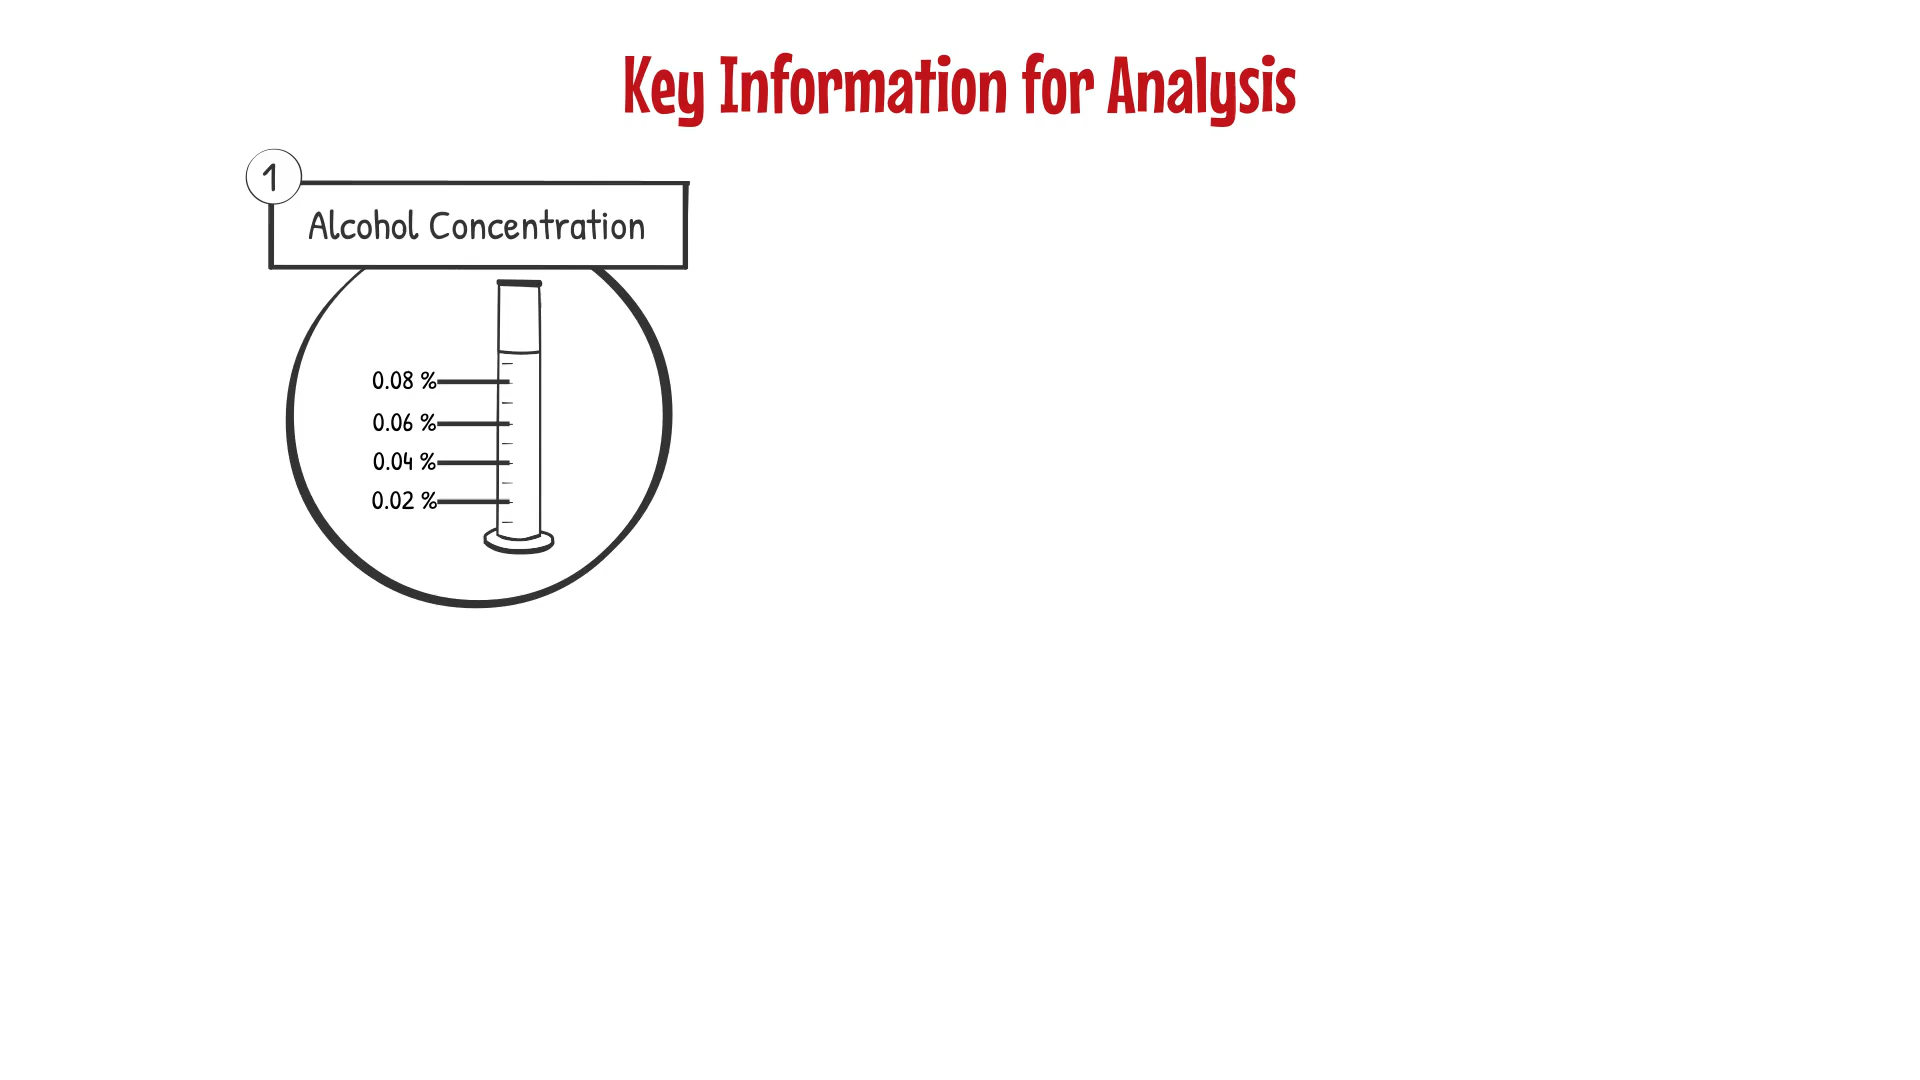 Key Information for Analysis
1
Alcohol Concentration
0.08 %
0.06 %
0.04 %
0.02 %